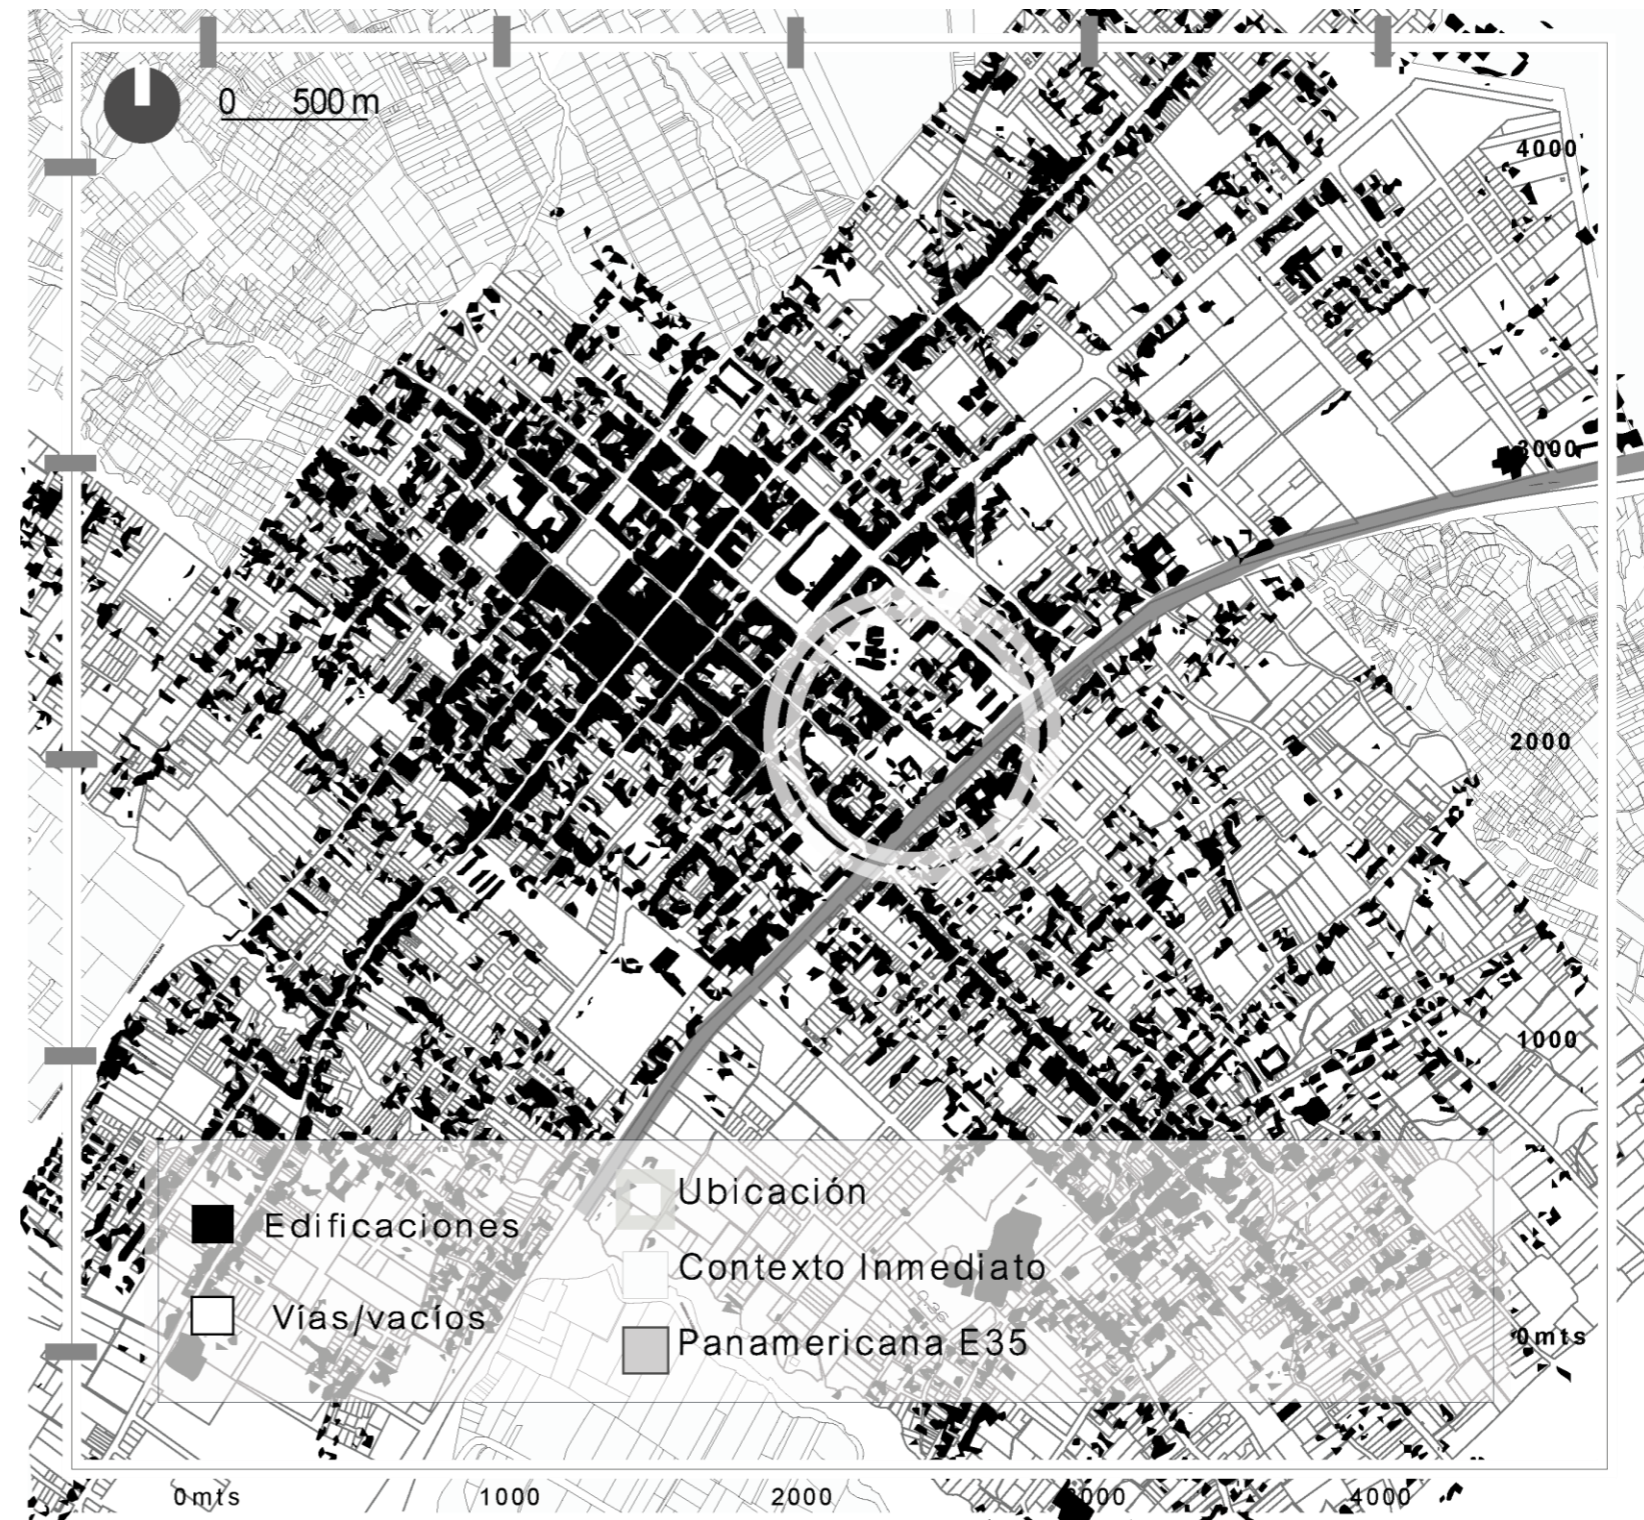 0 500 m
4000
3000
2000
1000
0mts
Edificaciones
Vías/vacíos
Ubicación
Contexto Inmediato
Panamericana E35
0mts 1000 2000 3000 4000